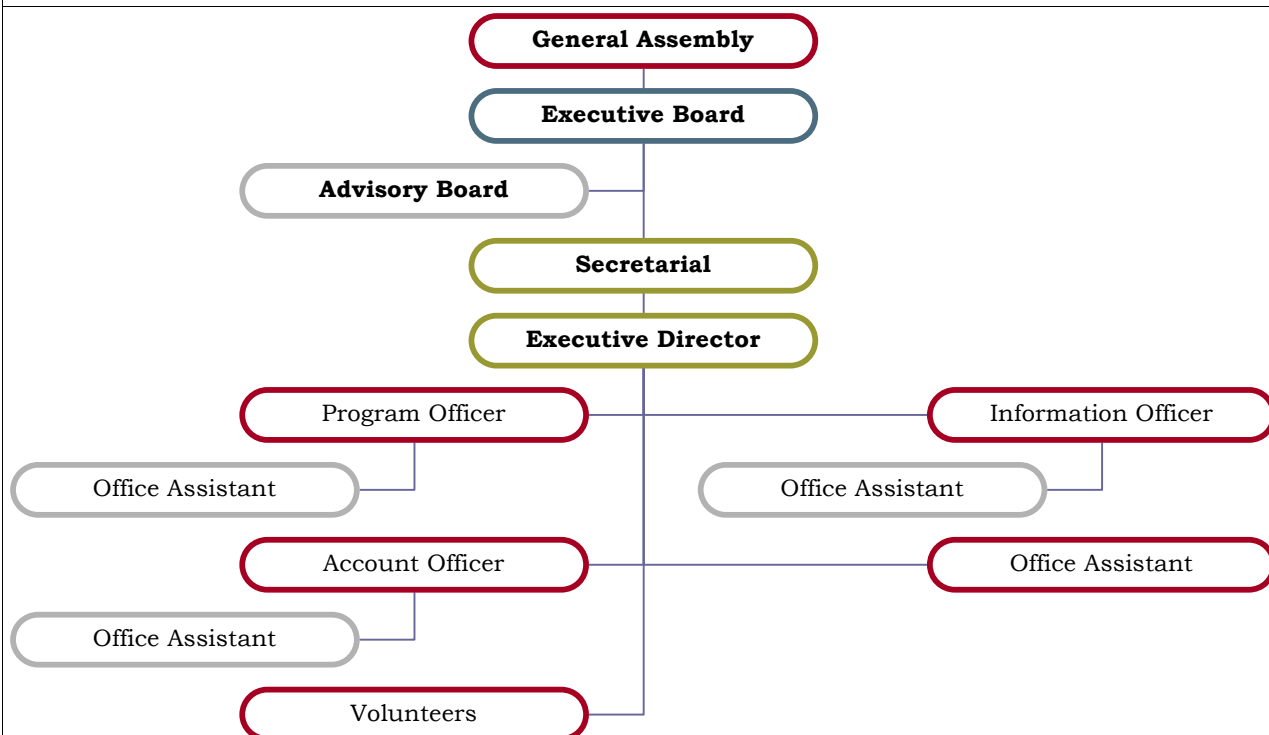 General Assembly
Executive Board
Advisory Board
Secretarial
Executive Director
Program Officer
Information Officer
Office Assistant
Office Assistant
Account Officer
Office Assistant
Office Assistant
Volunteers